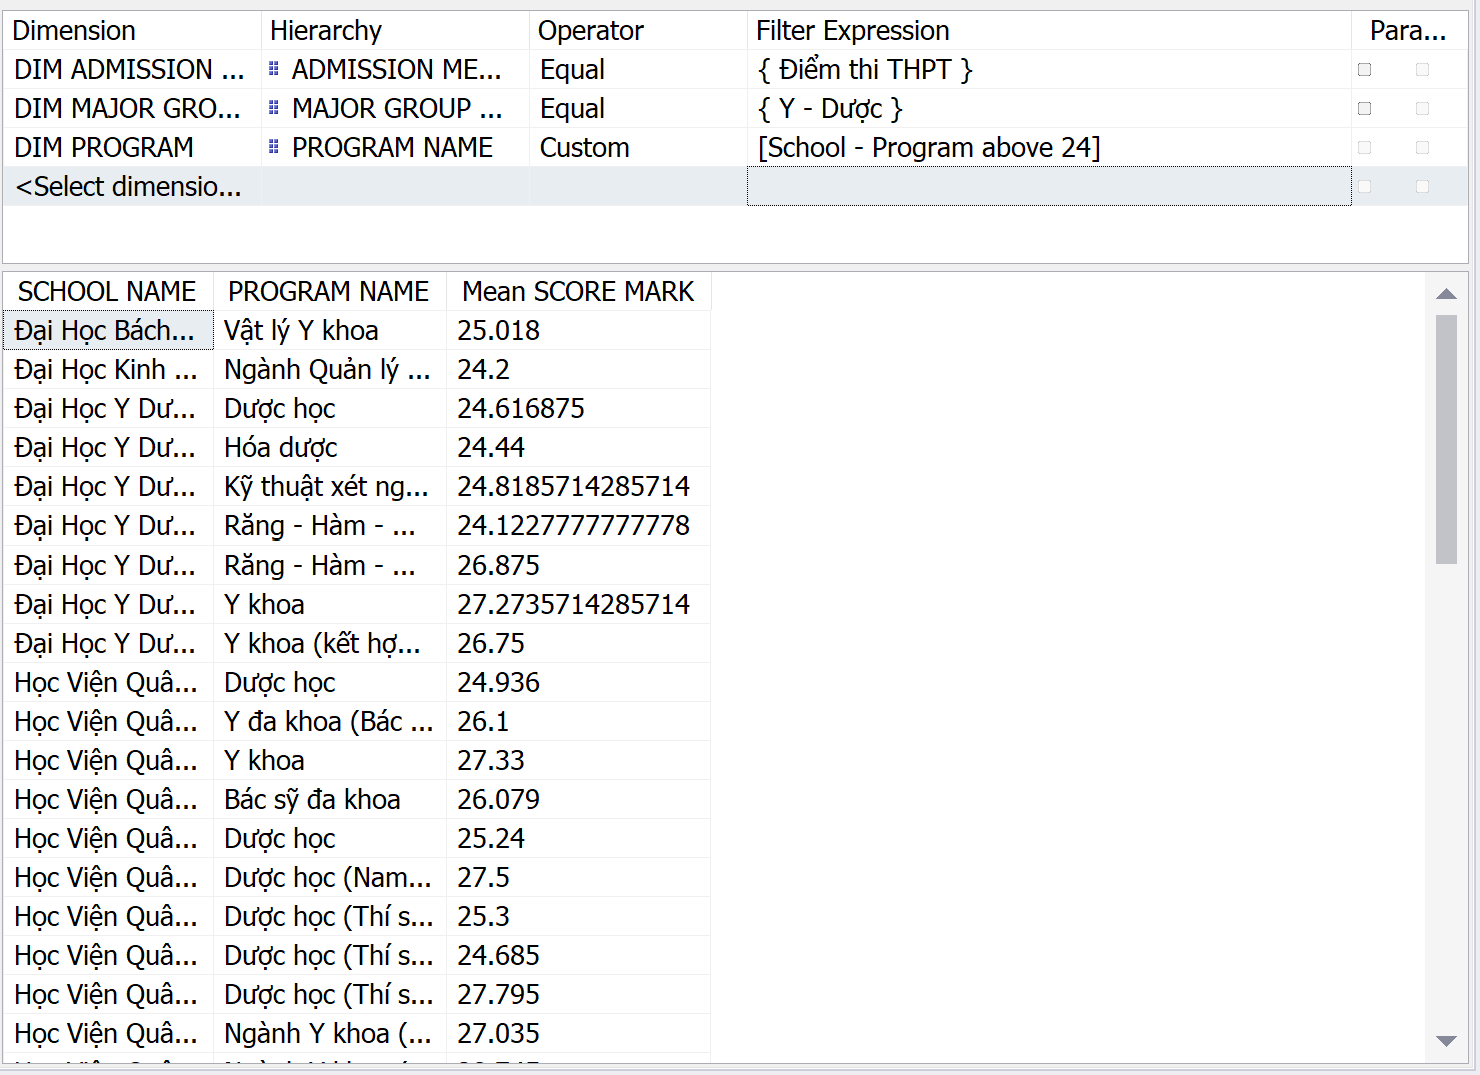 Dimension Hierarchy Operator Filter Expression Para...
DIM ADMISSION ... ADMISSION ME... Equal { Điểm thi THPT }
DIM MAJOR GRO... MAJOR GROUP ... Equal { Y - Dược }
DIM PROGRAM PROGRAM NAME Custom [School - Program above 24]
<Select dimensio...
SCHOOL NAME PROGRAM NAME Mean SCORE MARK
Đại Học Bách... Vật lý Y khoa 25.018
Đại Học Kinh ... Ngành Quản lý ... 24.2
Đại Học Y Dư... Dược học 24.616875
Đại Học Y Dư... Hóa dược 24.44
Đại Học Y Dư... Kỹ thuật xét ng... 24.8185714285714
Đại Học Y Dư... Răng - Hàm - ... 24.1227777777778
Đại Học Y Dư... Răng - Hàm - ... 26.875
Đại Học Y Dư... Y khoa 27.2735714285714
Đại Học Y Dư... Y khoa (kết hợ... 26.75
Học Viện Quâ... Dược học 24.936
Học Viện Quâ... Y đa khoa (Bác ... 26.1
Học Viện Quâ... Y khoa 27.33
Học Viện Quâ... Bác sỹ đa khoa 26.079
Học Viện Quâ... Dược học 25.24
Học Viện Quâ... Dược học (Nam... 27.5
Học Viện Quâ... Dược học (Thí s... 25.3
Học Viện Quâ... Dược học (Thí s... 24.685
Học Viện Quâ... Dược học (Thí s... 27.795
Học Viện Quâ... Ngành Y khoa (... 27.035